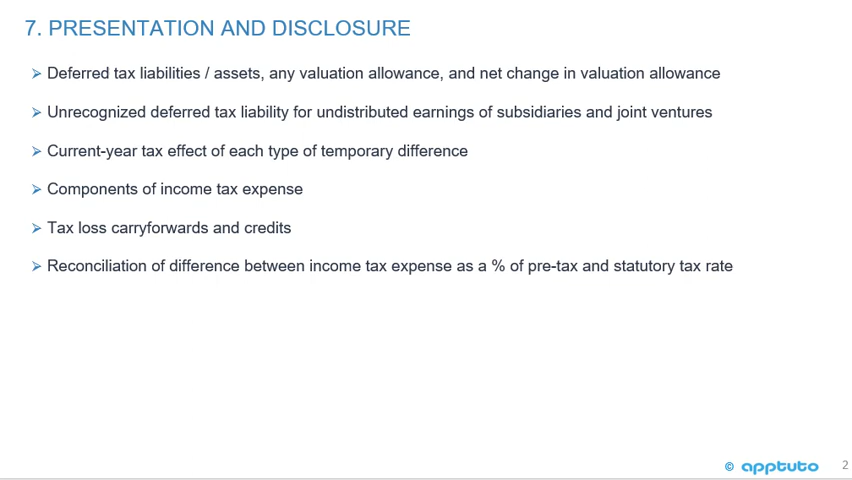 7. PRESENTATION AND DISCLOSURE
➢ Deferred tax liabilities / assets, any valuation allowance, and net change in valuation allowance
➢ Unrecognized deferred tax liability for undistributed earnings of subsidiaries and joint ventures
➢ Current-year tax effect of each type of temporary difference
➢ Components of income tax expense
➢ Tax loss carryforwards and credits
➢ Reconciliation of difference between income tax expense as a % of pre-tax and statutory tax rate
© apptuto 2